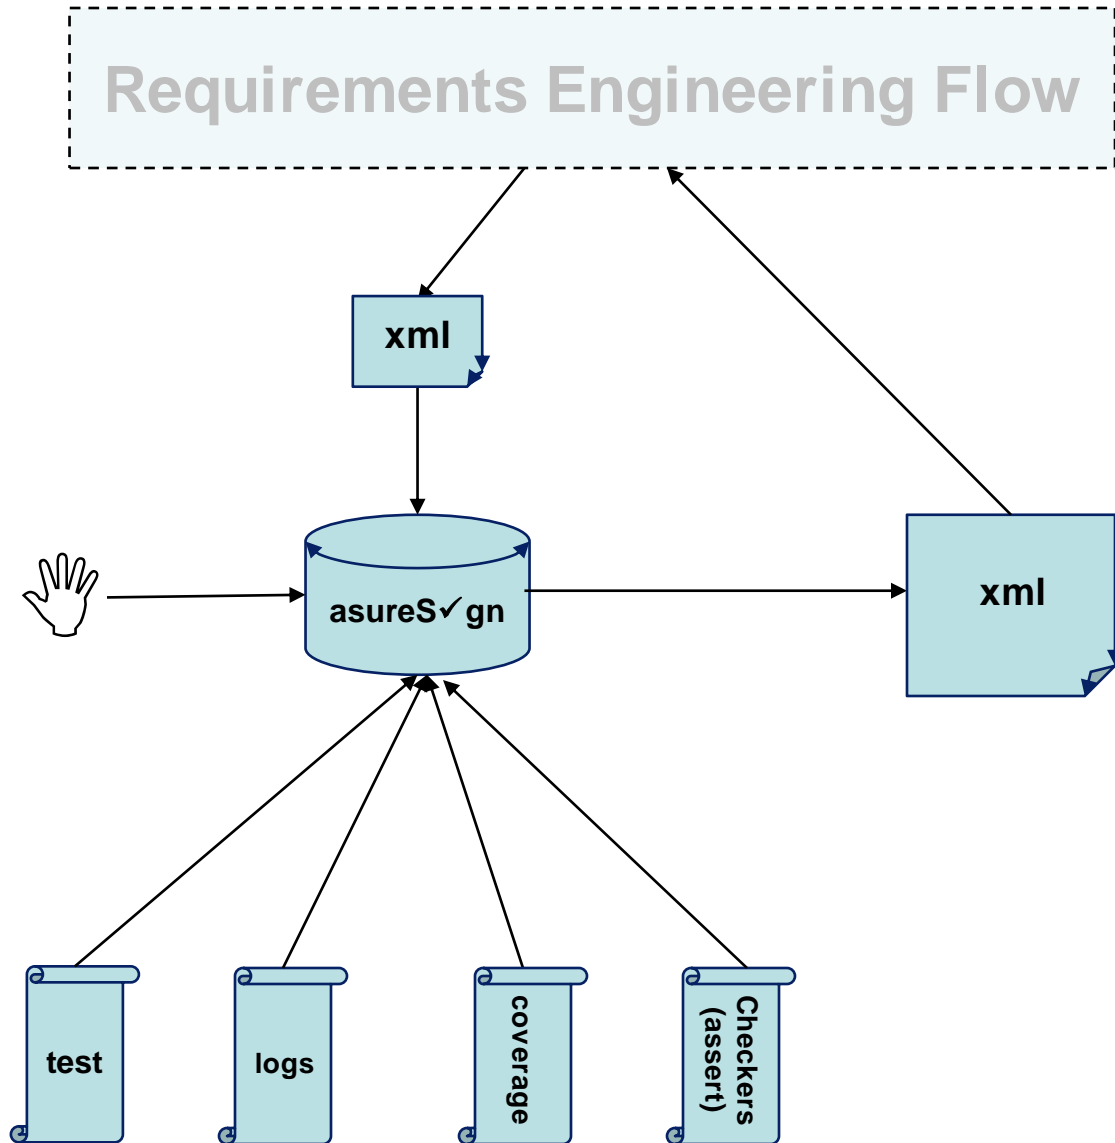 Requirements Engineering Flow
xml
asureS✓gn
xml
test
logs
coverage
Checkers
(assert)